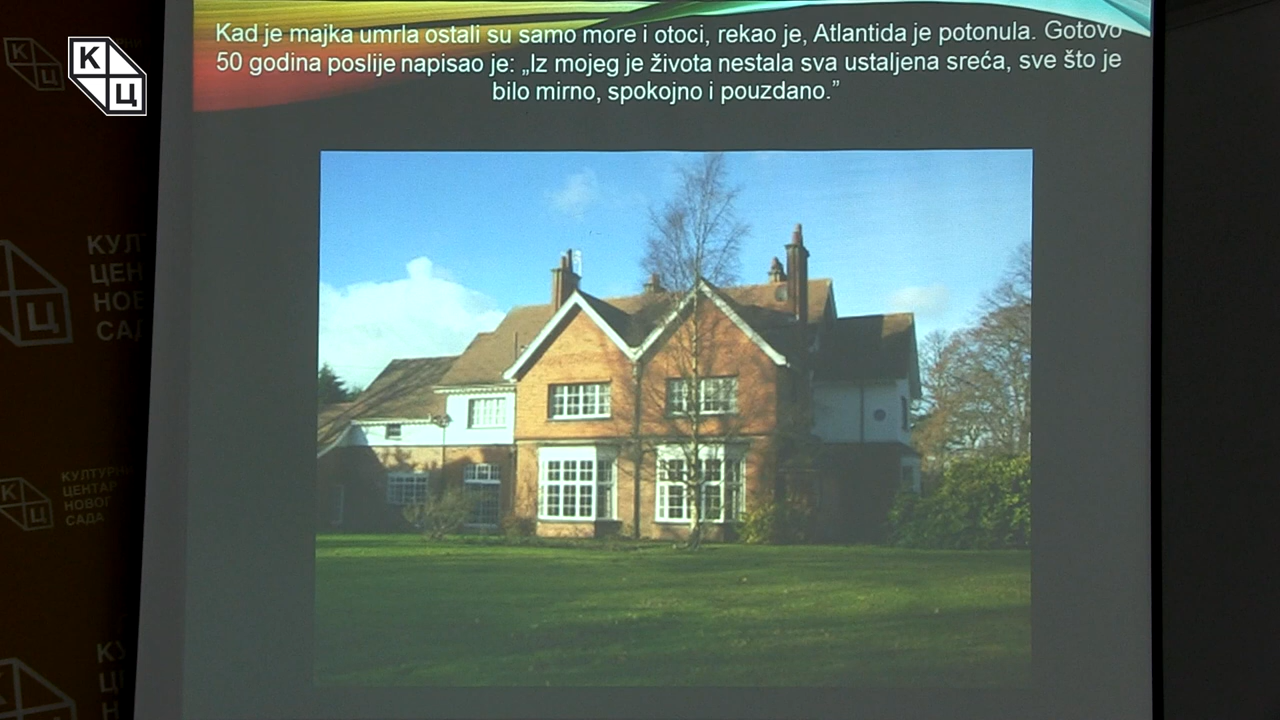 Kad je majka umrla ostali su samo more i otoci, rekao je, Atlantida je potonula. Gotovo
50 godina poslije napisao je: „Iz mojeg je života nestala sva ustaljena sreća, sve što je
bilo mirno, spokojno i pouzdano.”
К
Ц
КУЛТ
ЦЕН
НОВ
САД
Ц
КУЛТУРНИ
ЦЕНТАР
НОВОГ
САДА
К Ц